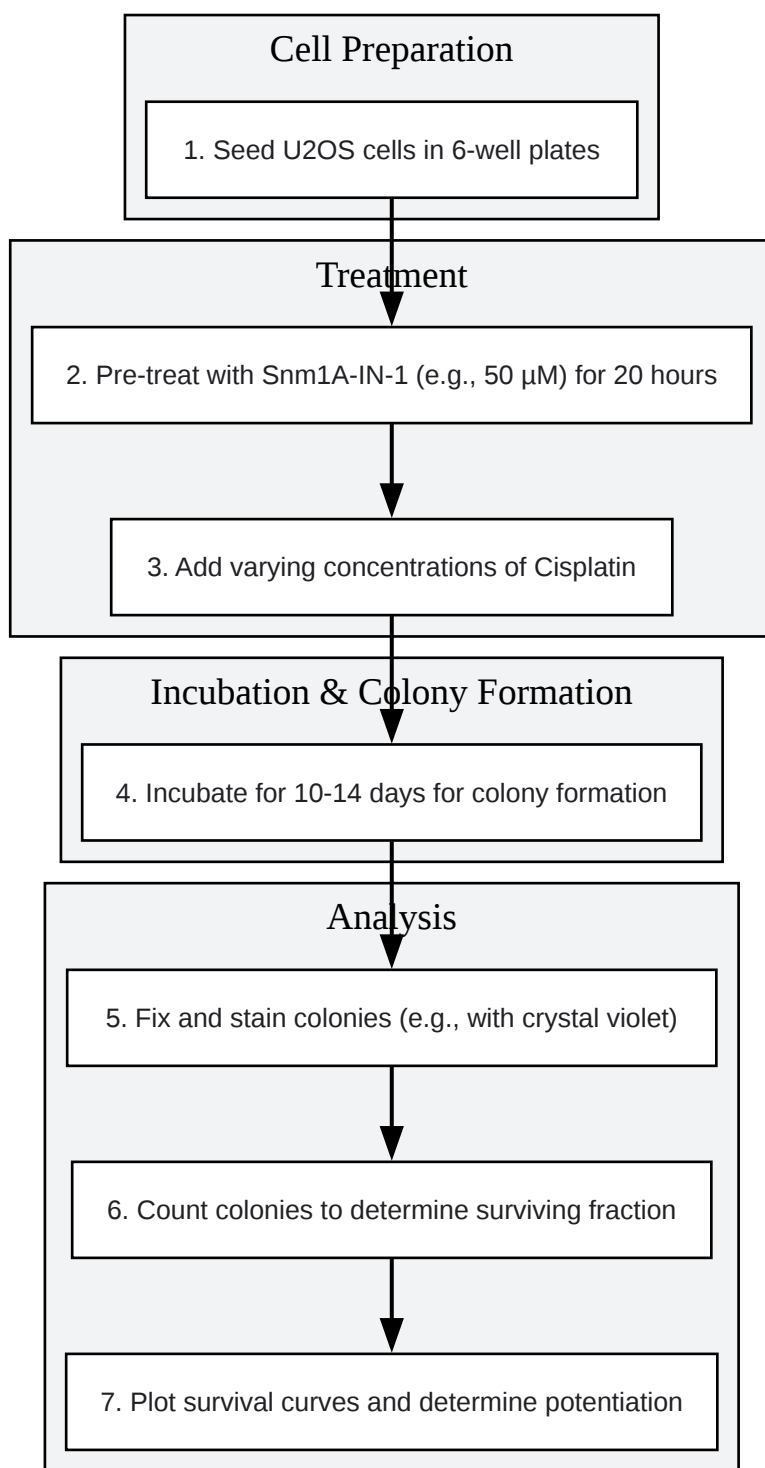 Cell Preparation
1. Seed U2OS cells in 6-well plates
Treatment
2. Pre-treat with Snm1A-IN-1 (e.g., 50 µM) for 20 hours
3. Add varying concentrations of Cisplatin
Incubation & Colony Formation
4. Incubate for 10-14 days for colony formation
Analysis
5. Fix and stain colonies (e.g., with crystal violet)
6. Count colonies to determine surviving fraction
7. Plot survival curves and determine potentiation